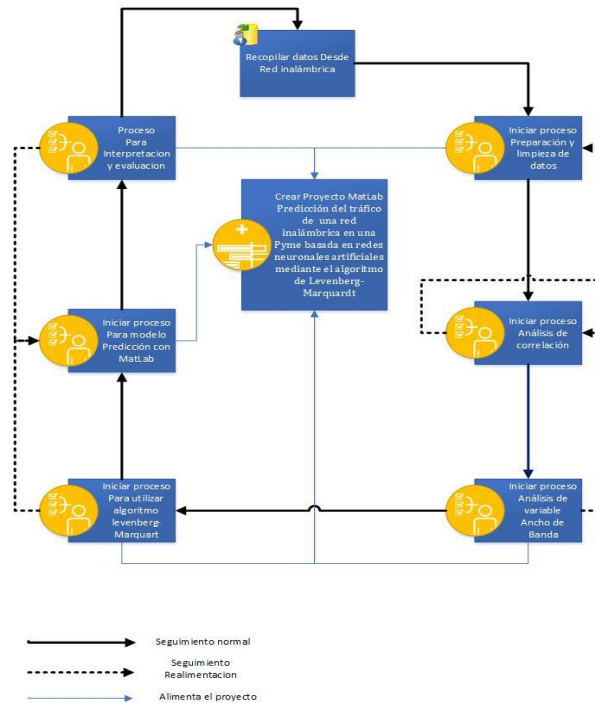 Recopilar datos Desde
Red inalámbrica
Proceso
Para
Interpretacion
y evaluacion
Iniciar proceso
Preparación y
limpieza de
datos
Crear Proyecto MatLab
Predicción del tráfico
de una red
inalámbrica en una
Pyme basada en redes
neuronales artificiales
mediante el algoritmo
de Levenberg-
Marquardt
Iniciar proceso
Para modelo
Predicción con
MatLab
Iniciar proceso
Análisis de
correlación
Iniciar proceso
Para utilizar
algoritmo
levenberg-
Marquart
Iniciar proceso
Análisis de
variable
Ancho de
Banda
Seguimiento normal
Seguimiento
Realimentacion
Alimenta el proyecto